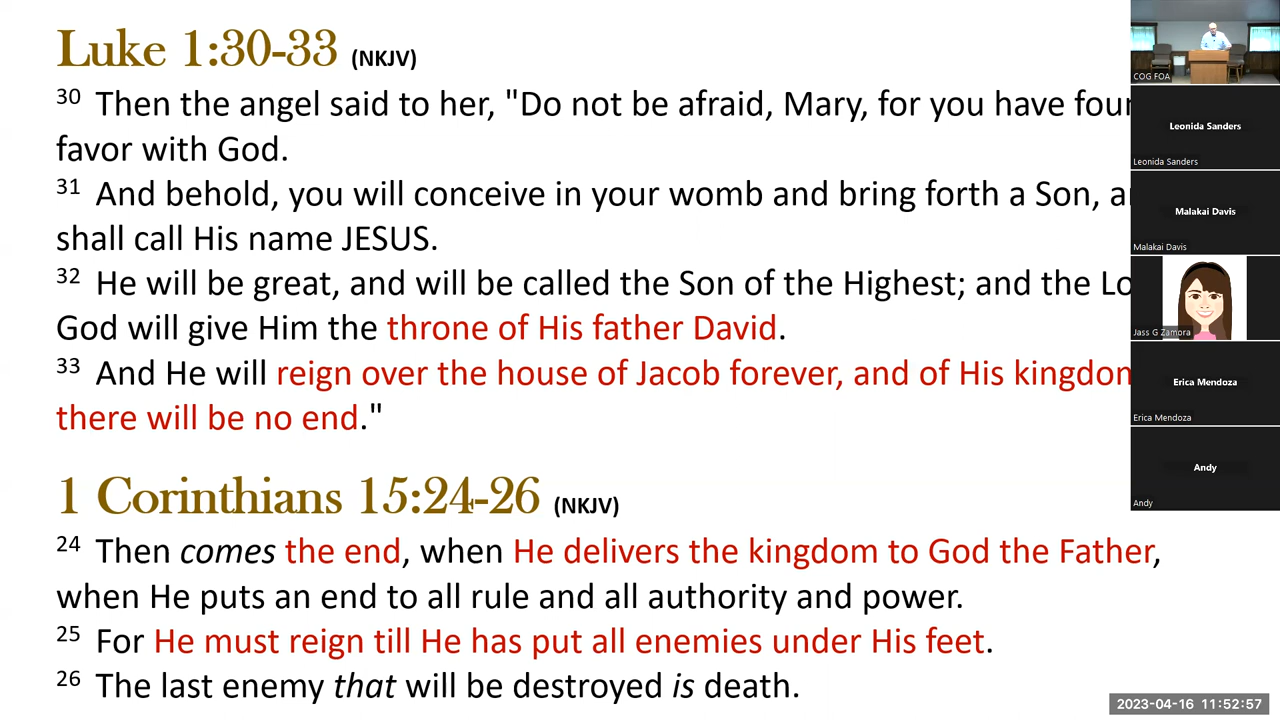 Luke 1:30-33 (NKJV)
30 Then the angel said to her, "Do not be afraid, Mary, for you have
favor with God.
31 And behold, you will conceive in your womb and bring forth a Son,
shall call His name JESUS.
32 He will be great, and will be called the Son of the Highest; and the
God will give Him the throne of His father David.
33 And He will reign over the house of Jacob forever, and of His kingdom
there will be no end."
1 Corinthians 15:24-26 (NKJV)
24 Then comes the end, when He delivers the kingdom to God the Father,
when He puts an end to all rule and all authority and power.
25 For He must reign till He has put all enemies under His feet.
26 The last enemy that will be destroyed is death.
COG FOA
Leonida Sanders
Leonida Sanders
Malakai Davis
Malakai Davis
Jass G Zamora
Erica Mendoza
Erica Mendoza
Andy
Andy
2023-04-16 11:52:57